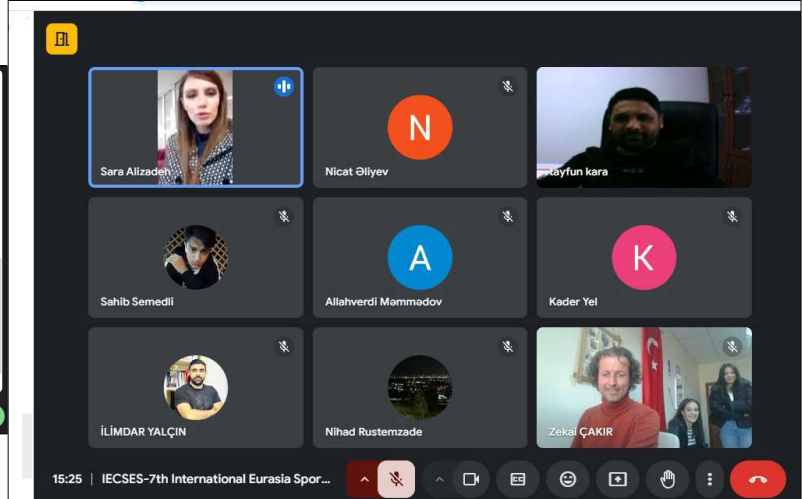 Sara Alizadeh
N
Nicat Əliyev
tayfun kara
Sahib Semedli
A
Allahverdi Məmmədov
K
Kader Yel
İLİMDAR YALÇIN
Nihad Rustemzade
Zekai ÇAKIR
15:25 | IECSES-7th International Eurasia Spor...
CC